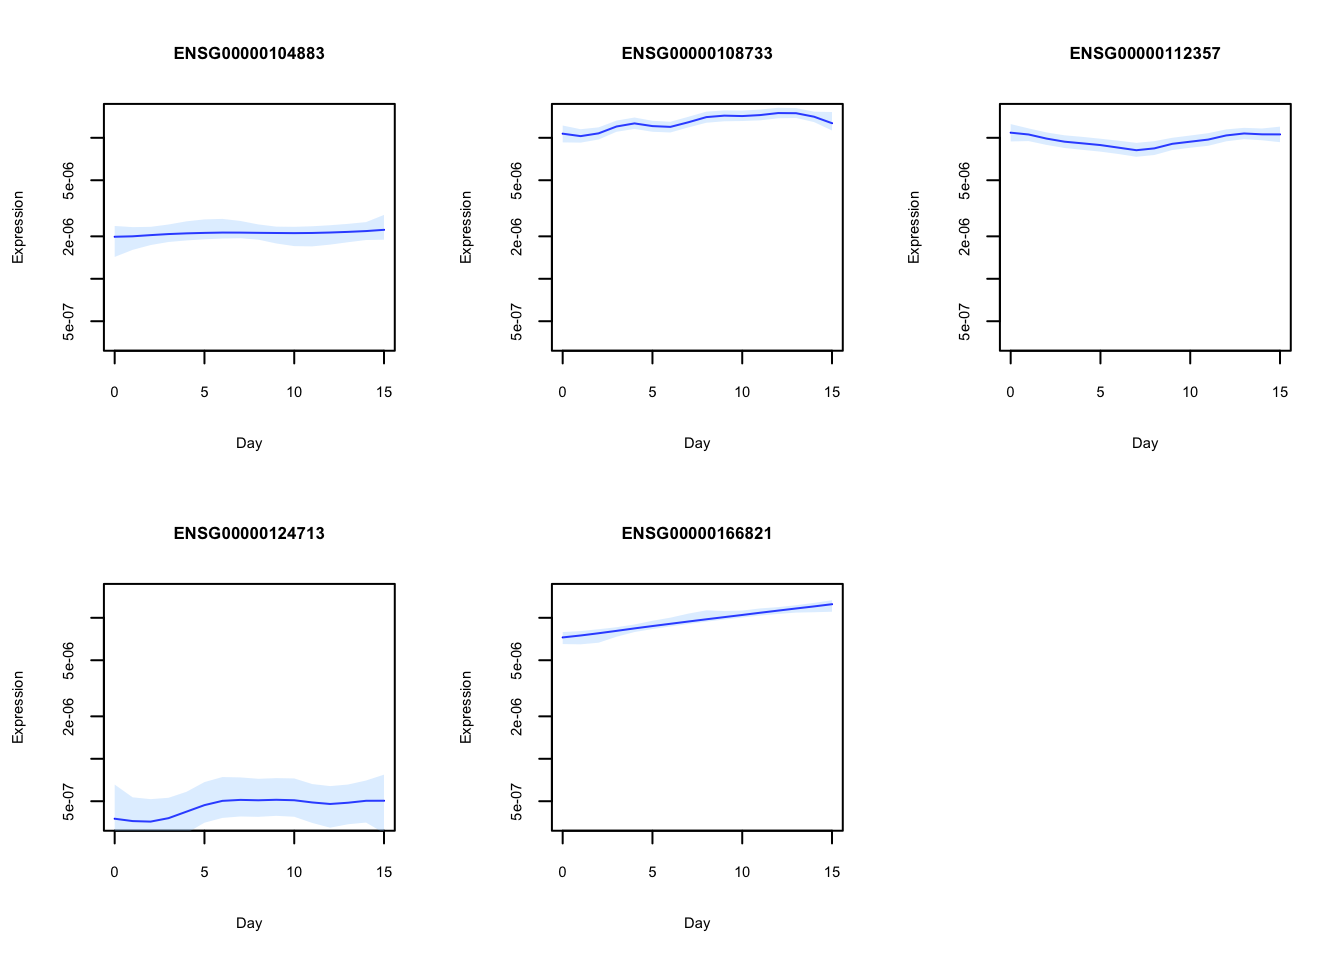 ENSG00000104883
Expression
5e-07
2e-06
5e-06
0 5 10 15
Day
ENSG00000108733
Expression
5e-07
2e-06
5e-06
0 5 10 15
Day
ENSG00000112357
Expression
5e-07
2e-06
5e-06
0 5 10 15
Day
ENSG00000124713
Expression
5e-07
2e-06
5e-06
0 5 10 15
Day
ENSG00000166821
Expression
5e-07
2e-06
5e-06
0 5 10 15
Day